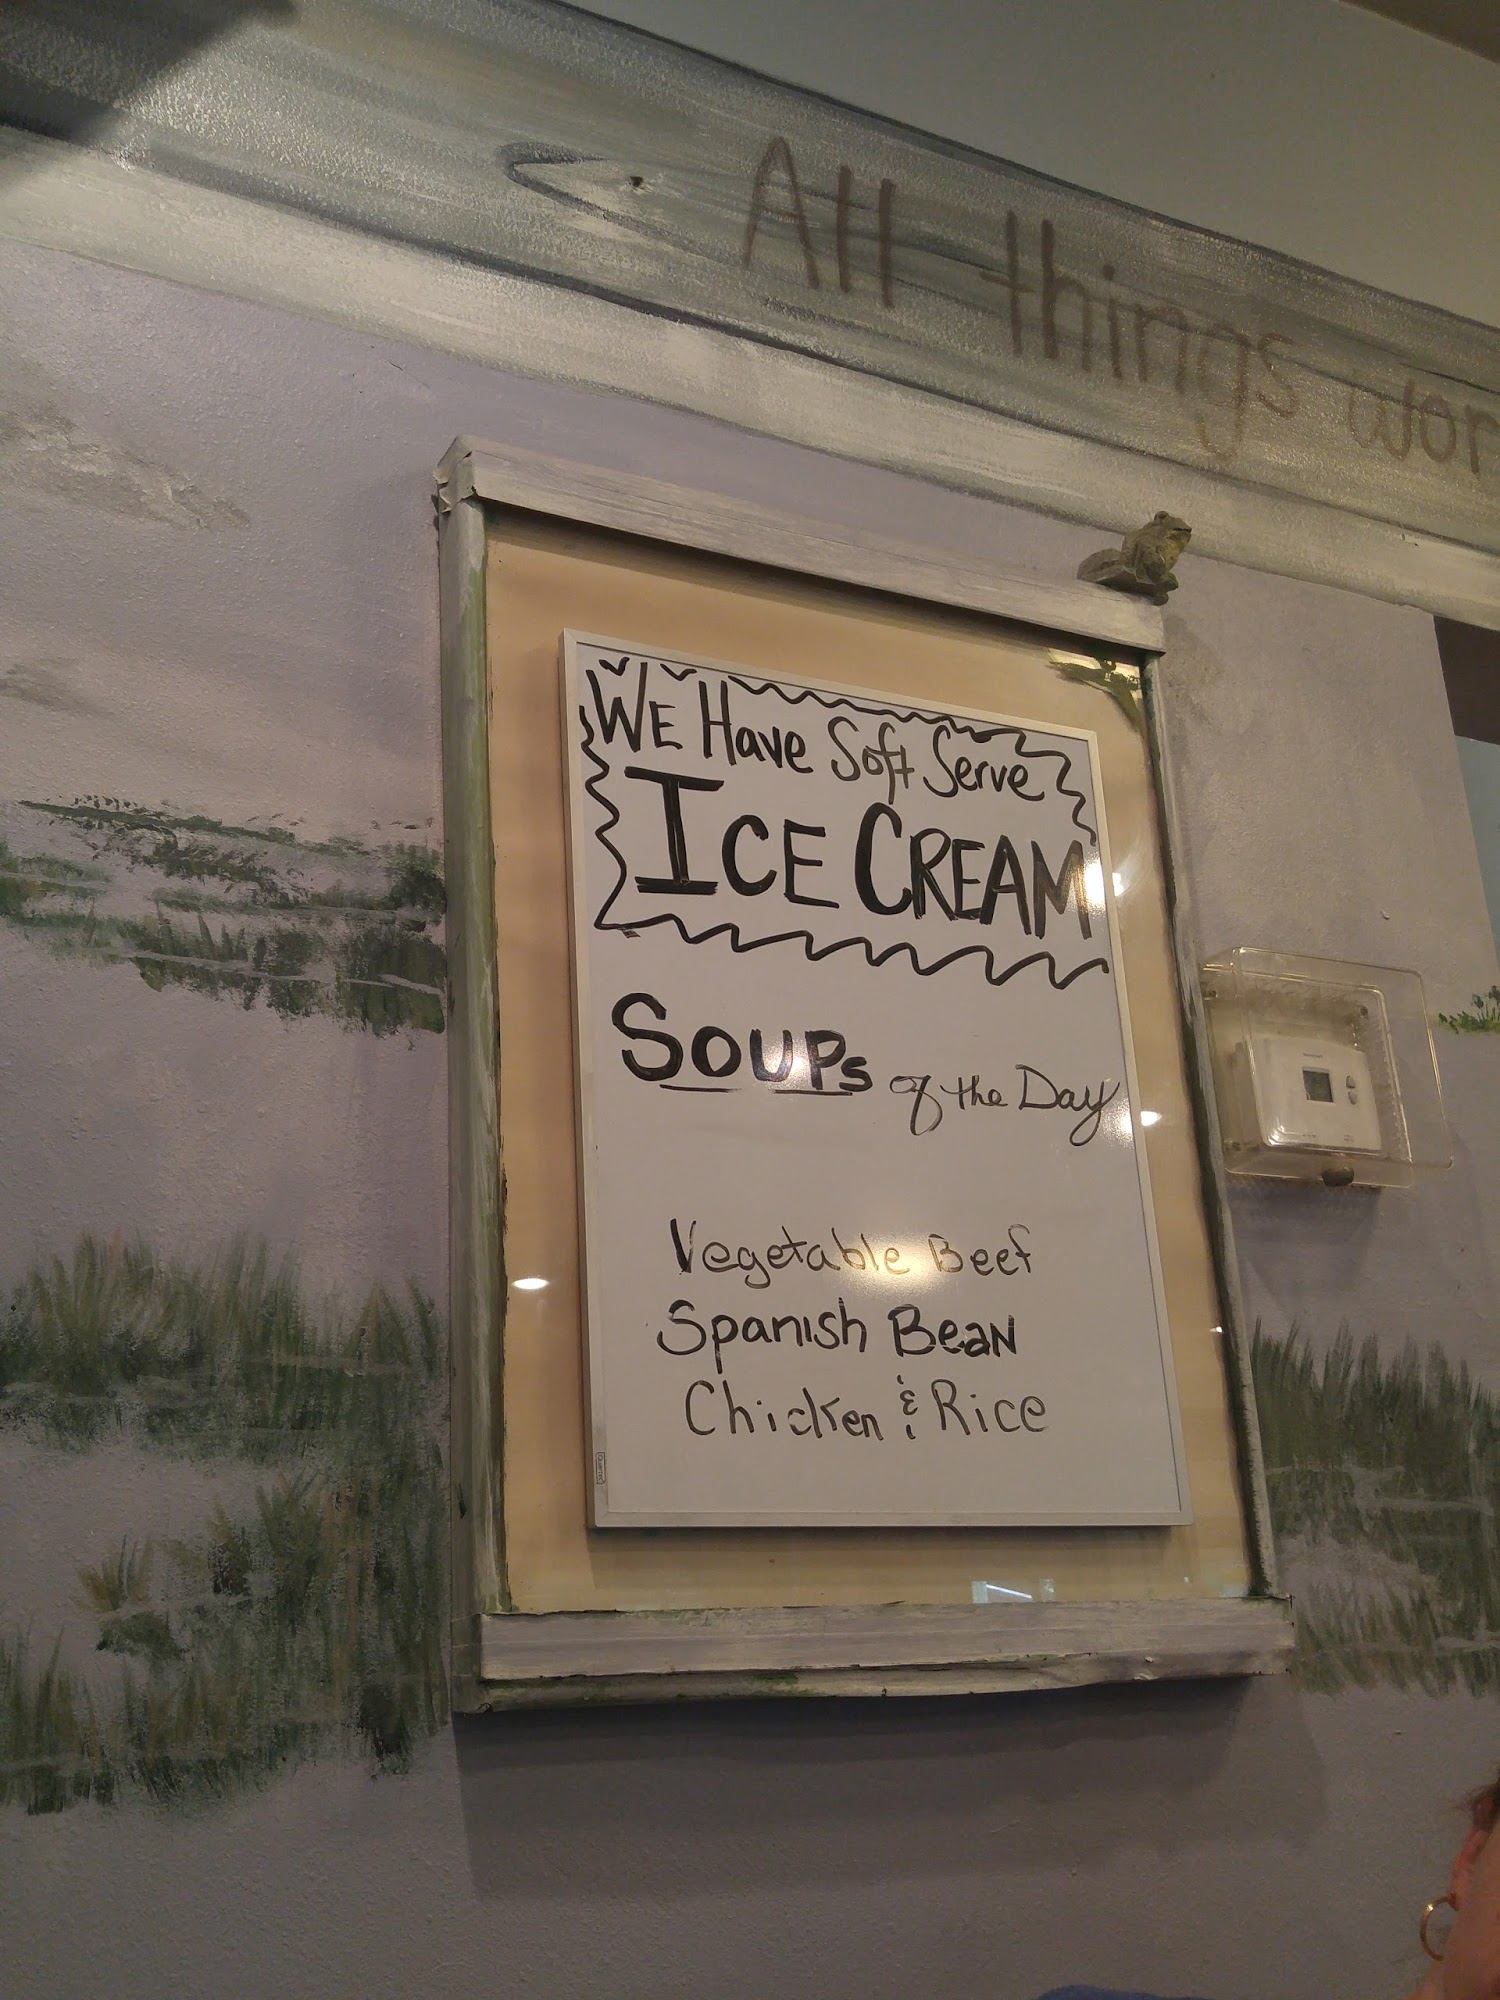 All things wor
WE Have Soft Serve
ICE CREAM
SOUPs of the Day
Vegetable Beef
Spanish Bean
Chicken & Rice